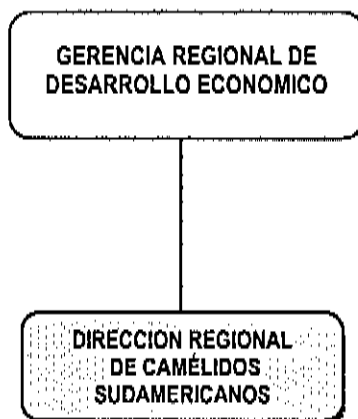 GERENCIA REGIONAL DE
DESARROLLO ECONOMICO
DIRECCION REGIONAL
DE CAMÉLIDOS
SUDAMERICANOS